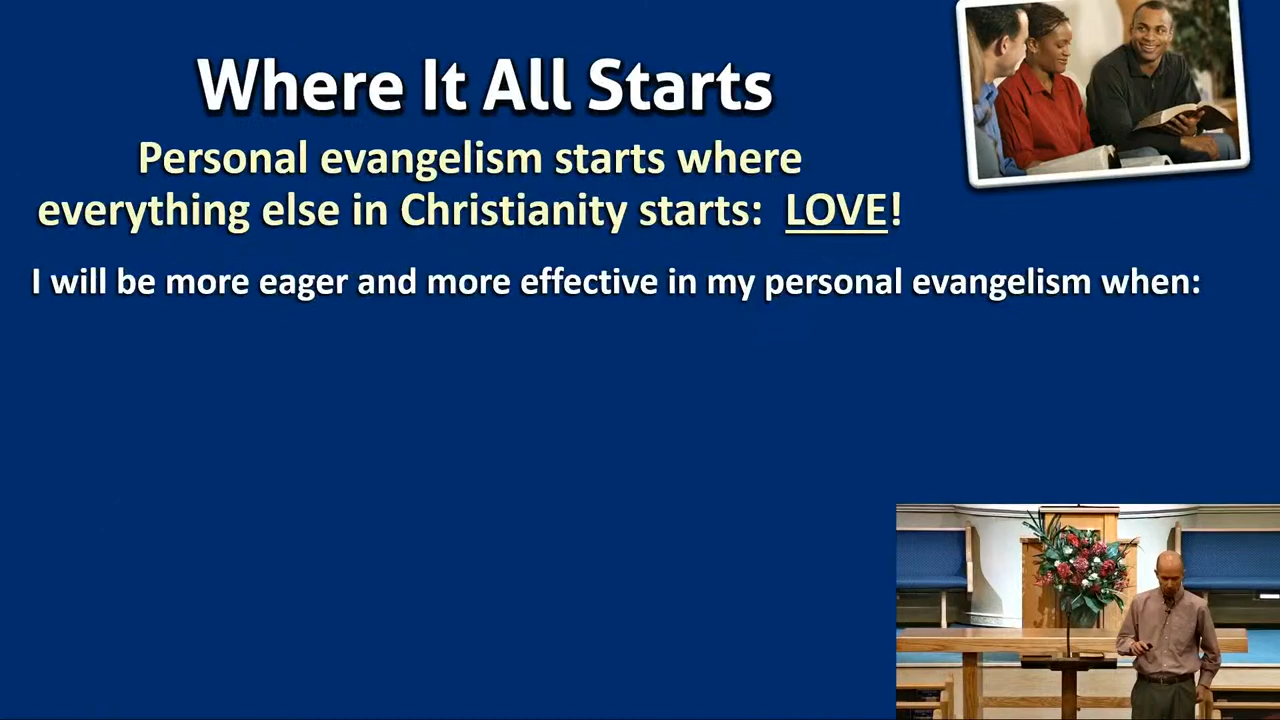 Where It All Starts
Personal evangelism starts where
everything else in Christianity starts: LOVE!
I will be more eager and more effective in my personal evangelism when: